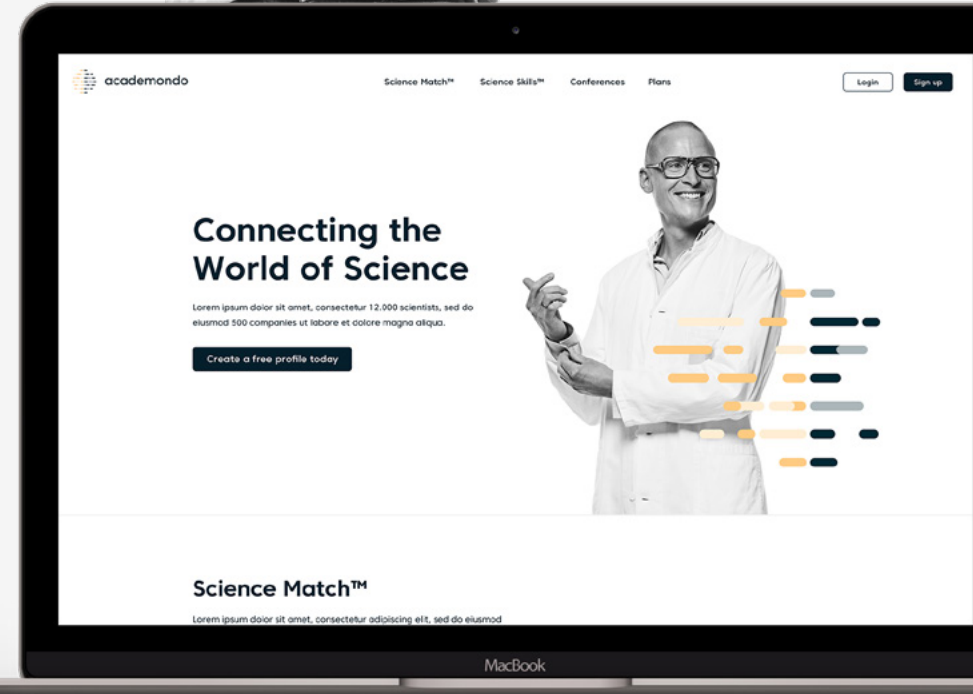 academondo
Science Match™
Science Skills™
Conferences
Plans
Login
Sign up
Connecting the
World of Science
Lorem ipsum dolor sit amet, consectetur 12.000 scientists, sed do
eiusmod 500 companies ut labore et dolore magna aliqua.
Create a free profile today
Science Match™
Lorem ipsum dolor sit amet, consectetur adipiscing elit, sed do eiusmod
MacBook